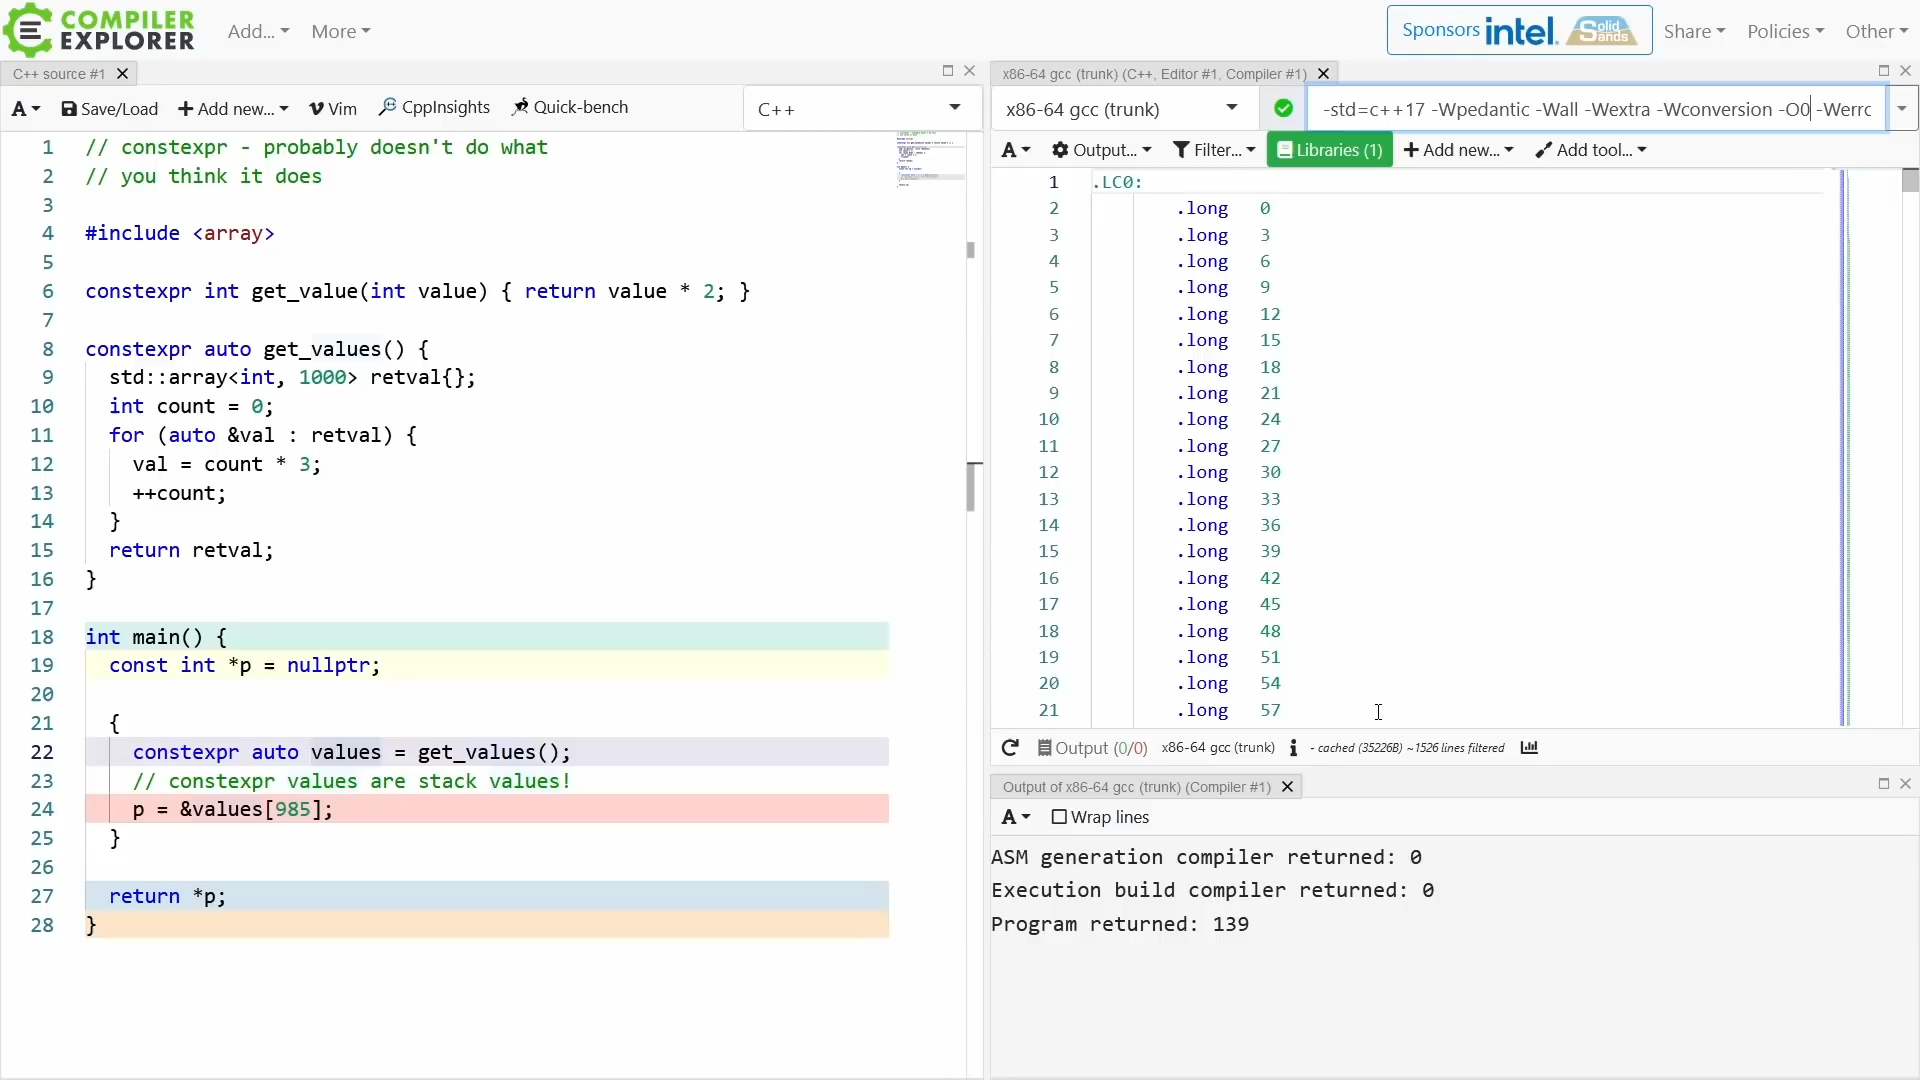 COMPILER
EXPLORER
Add...
More
Sponsors intel. Solid Sands
Share
Policies
Other
C++ source #1
A
Save/Load
Add new...
Vim
CppInsights
Quick-bench
C++
1 // constexpr - probably doesn't do what
2 // you think it does
3
4 #include <array>
5
6 constexpr int get_value(int value) { return value * 2; }
7
8 constexpr auto get_values() {
9 std::array<int, 1000> retval{};
10 int count = 0;
11 for (auto &val : retval) {
12 val = count * 3;
13 ++count;
14 }
15 return retval;
16 }
17
18 int main() {
19 const int *p = nullptr;
20
21 {
22 constexpr auto values = get_values();
23 // constexpr values are stack values!
24 p = &values[985];
25 }
26
27 return *p;
28 }
x86-64 gcc (trunk) (C++, Editor #1, Compiler #1)
x86-64 gcc (trunk)
-std=c++17 -Wpedantic -Wall -Wextra -Wconversion -O0 -Werrc
A
Output...
Filter...
Libraries (1)
Add new...
Add tool...
1 .LC0:
2 .long 0
3 .long 3
4 .long 6
5 .long 9
6 .long 12
7 .long 15
8 .long 18
9 .long 21
10 .long 24
11 .long 27
12 .long 30
13 .long 33
14 .long 36
15 .long 39
16 .long 42
17 .long 45
18 .long 48
19 .long 51
20 .long 54
21 .long 57
Output (0/0) x86-64 gcc (trunk) i - cached (35226B) ~1526 lines filtered
Output of x86-64 gcc (trunk) (Compiler #1)
A
Wrap lines
ASM generation compiler returned: 0
Execution build compiler returned: 0
Program returned: 139